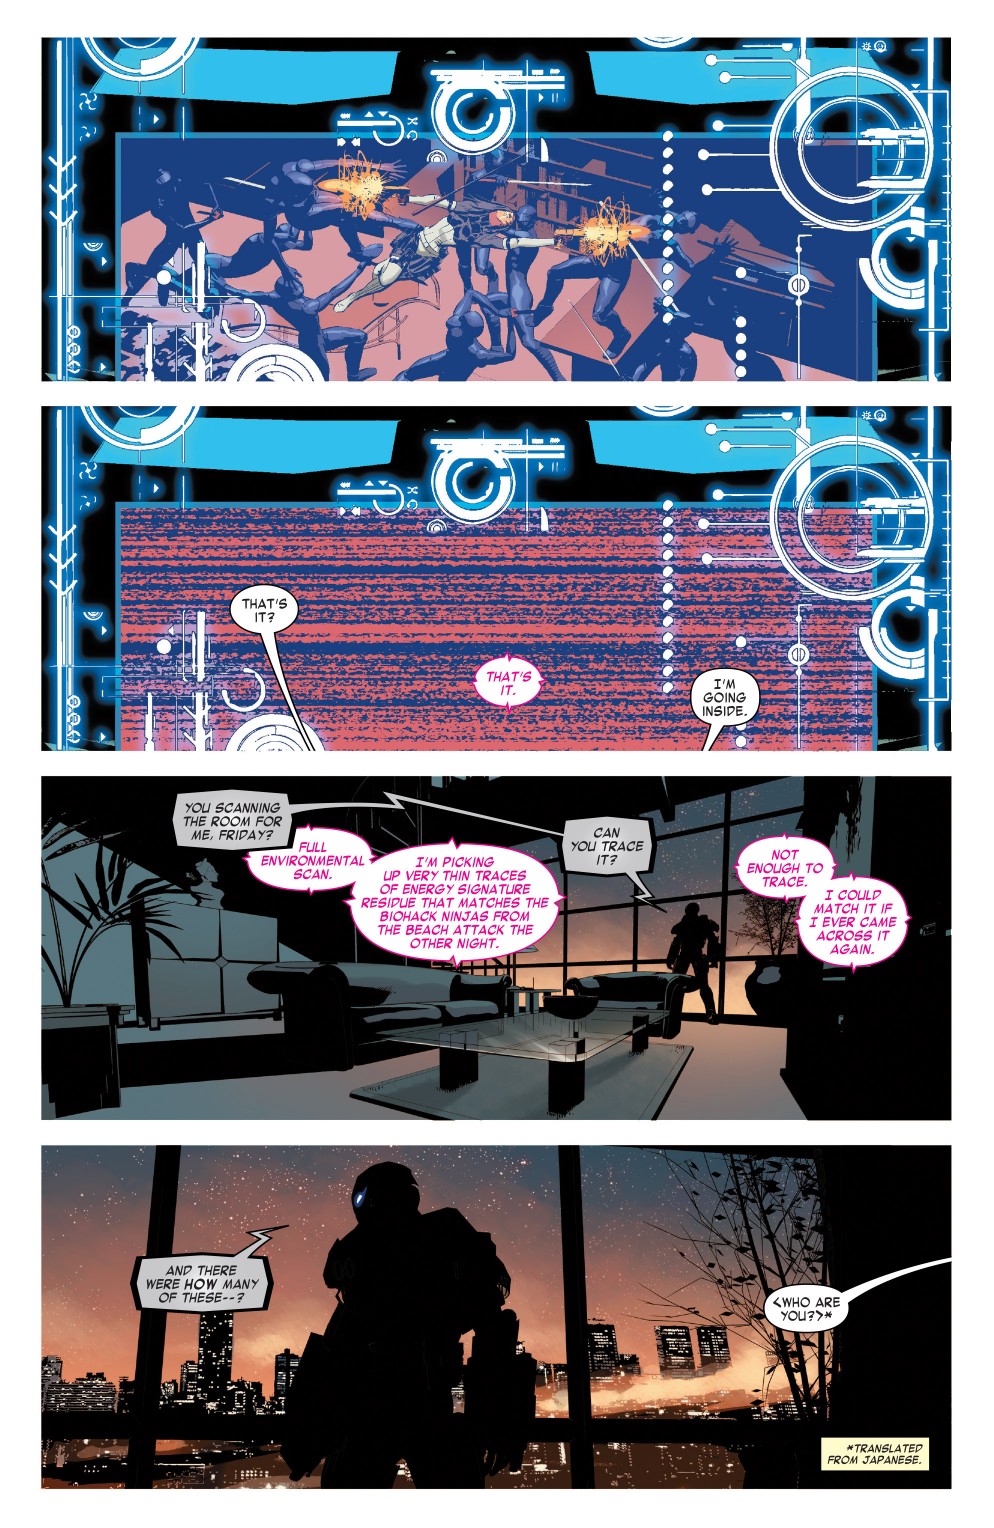 THAT'S
IT?
THAT'S
IT.
I'M
GOING
INSIDE.
YOU SCANNING
THE ROOM FOR
ME, FRIDAY?
FULL
ENVIRONMENTAL
SCAN.
I'M PICKING
UP VERY THIN TRACES
OF ENERGY SIGNATURE
RESIDUE THAT MATCHES THE
BIOHACK NINJAS FROM
THE BEACH ATTACK THE
OTHER NIGHT.
CAN
YOU TRACE
IT?
NOT
ENOUGH TO
TRACE.
I COULD
MATCH IT IF
I EVER CAME
ACROSS IT
AGAIN.
AND THERE
WERE HOW MANY
OF THESE--?
<WHO ARE
YOU?>*
*TRANSLATED
FROM JAPANESE.